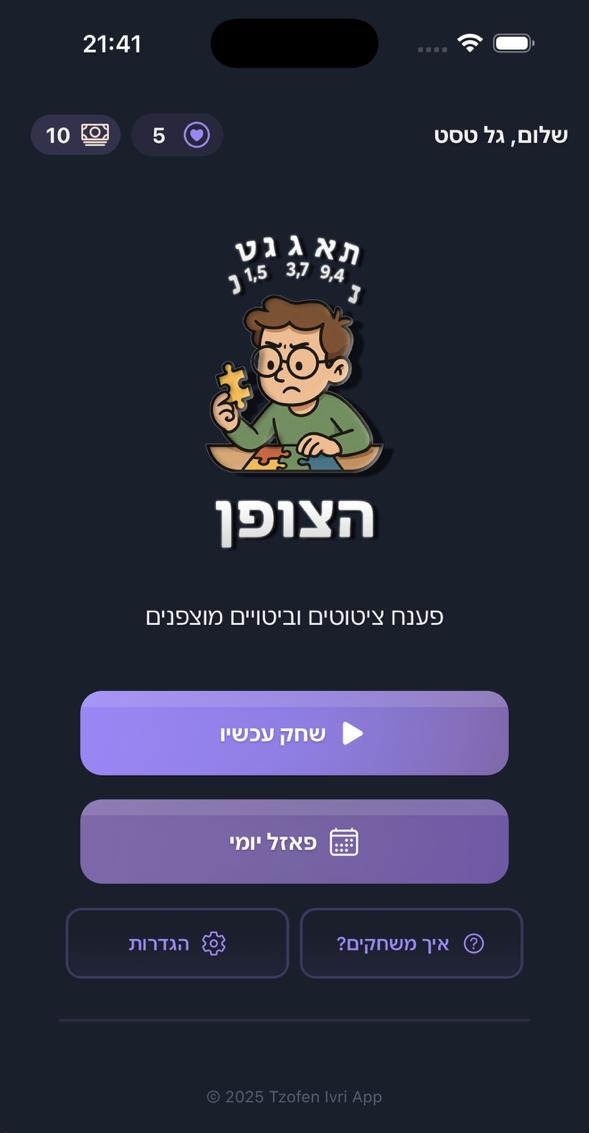 21:41
שלום, גל טסט
5
10
תא ג גט
1,5 3,7 9,4
נ נ
הצופן
פענח ציטוטים וביטויים מוצפנים
שחק עכשיו
פאזל יומי
איך משחקים?
הגדרות
© 2025 Tzofen Ivri App